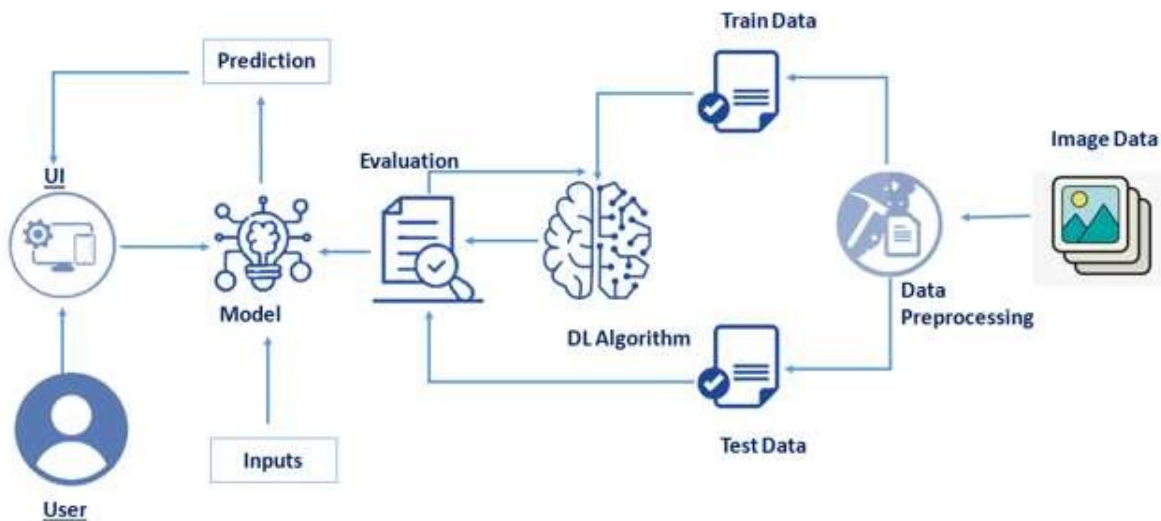 Train Data
Prediction
Image Data
Evaluation
UI
Data
Preprocessing
Model
DL Algorithm
Inputs
Test Data
User